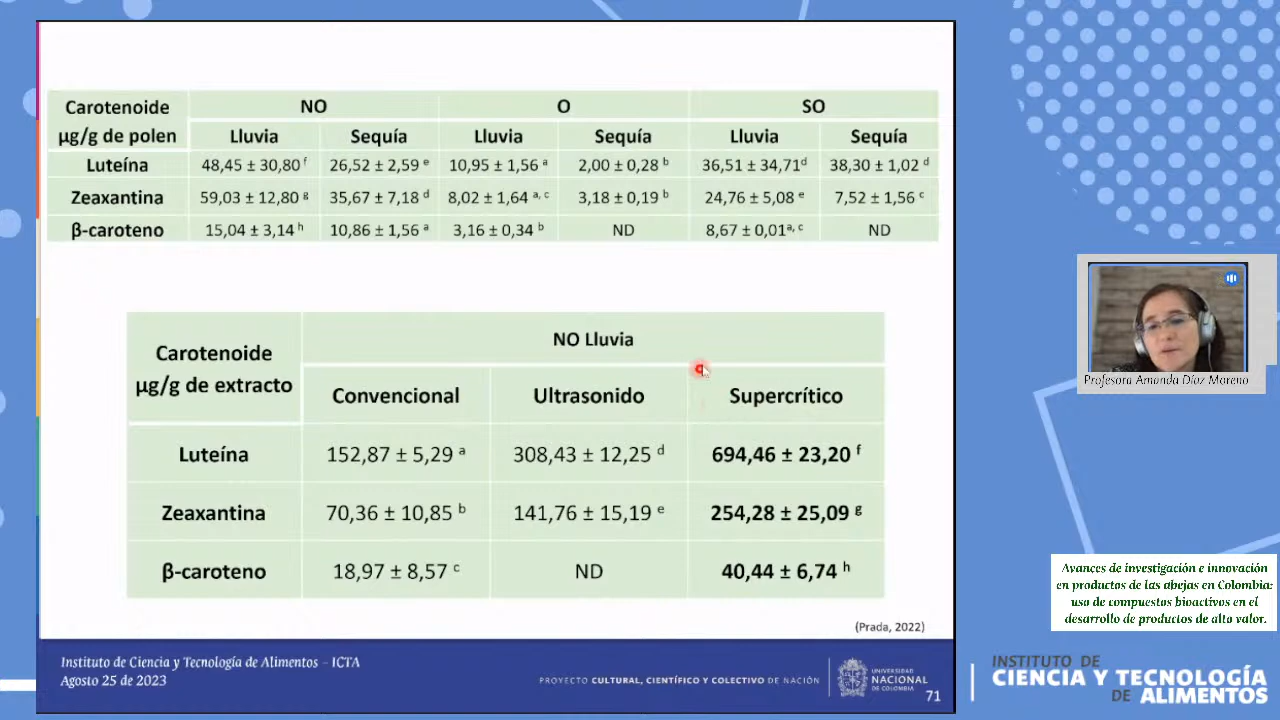 Carotenoide NO O SO
µg/g de polen Lluvia Sequía Lluvia Sequía Lluvia Sequía
Luteína 48,45 ± 30,80 f 26,52 ± 2,59 e 10,95 ± 1,56 a 2,00 ± 0,28 b 36,51 ± 34,71 d 38,30 ± 1,02 d
Zeaxantina 59,03 ± 12,80 g 35,67 ± 7,18 d 8,02 ± 1,64 a, c 3,18 ± 0,19 b 24,76 ± 5,08 e 7,52 ± 1,56 c
β-caroteno 15,04 ± 3,14 h 10,86 ± 1,56 a 3,16 ± 0,34 b ND 8,67 ± 0,01 a, c ND
Carotenoide
µg/g de extracto
NO Lluvia
Convencional Ultrasonido Supercrítico
Luteína 152,87 ± 5,29 a 308,43 ± 12,25 d 694,46 ± 23,20 f
Zeaxantina 70,36 ± 10,85 b 141,76 ± 15,19 e 254,28 ± 25,09 g
β-caroteno 18,97 ± 8,57 c ND 40,44 ± 6,74 h
(Prada, 2022)
Instituto de Ciencia y Tecnología de Alimentos – ICTA
Agosto 25 de 2023
PROYECTO CULTURAL, CIENTÍFICO Y COLECTIVO DE NACIÓN
UNIVERSIDAD
NACIONAL
DE COLOMBIA
71
Profesora Amanda Díaz Moreno
Avances de investigación e innovación
en productos de las abejas en Colombia:
uso de compuestos bioactivos en el
desarrollo de productos de alto valor.
INSTITUTO DE
CIENCIA Y TECNOLOGÍA
DE ALIMENTOS